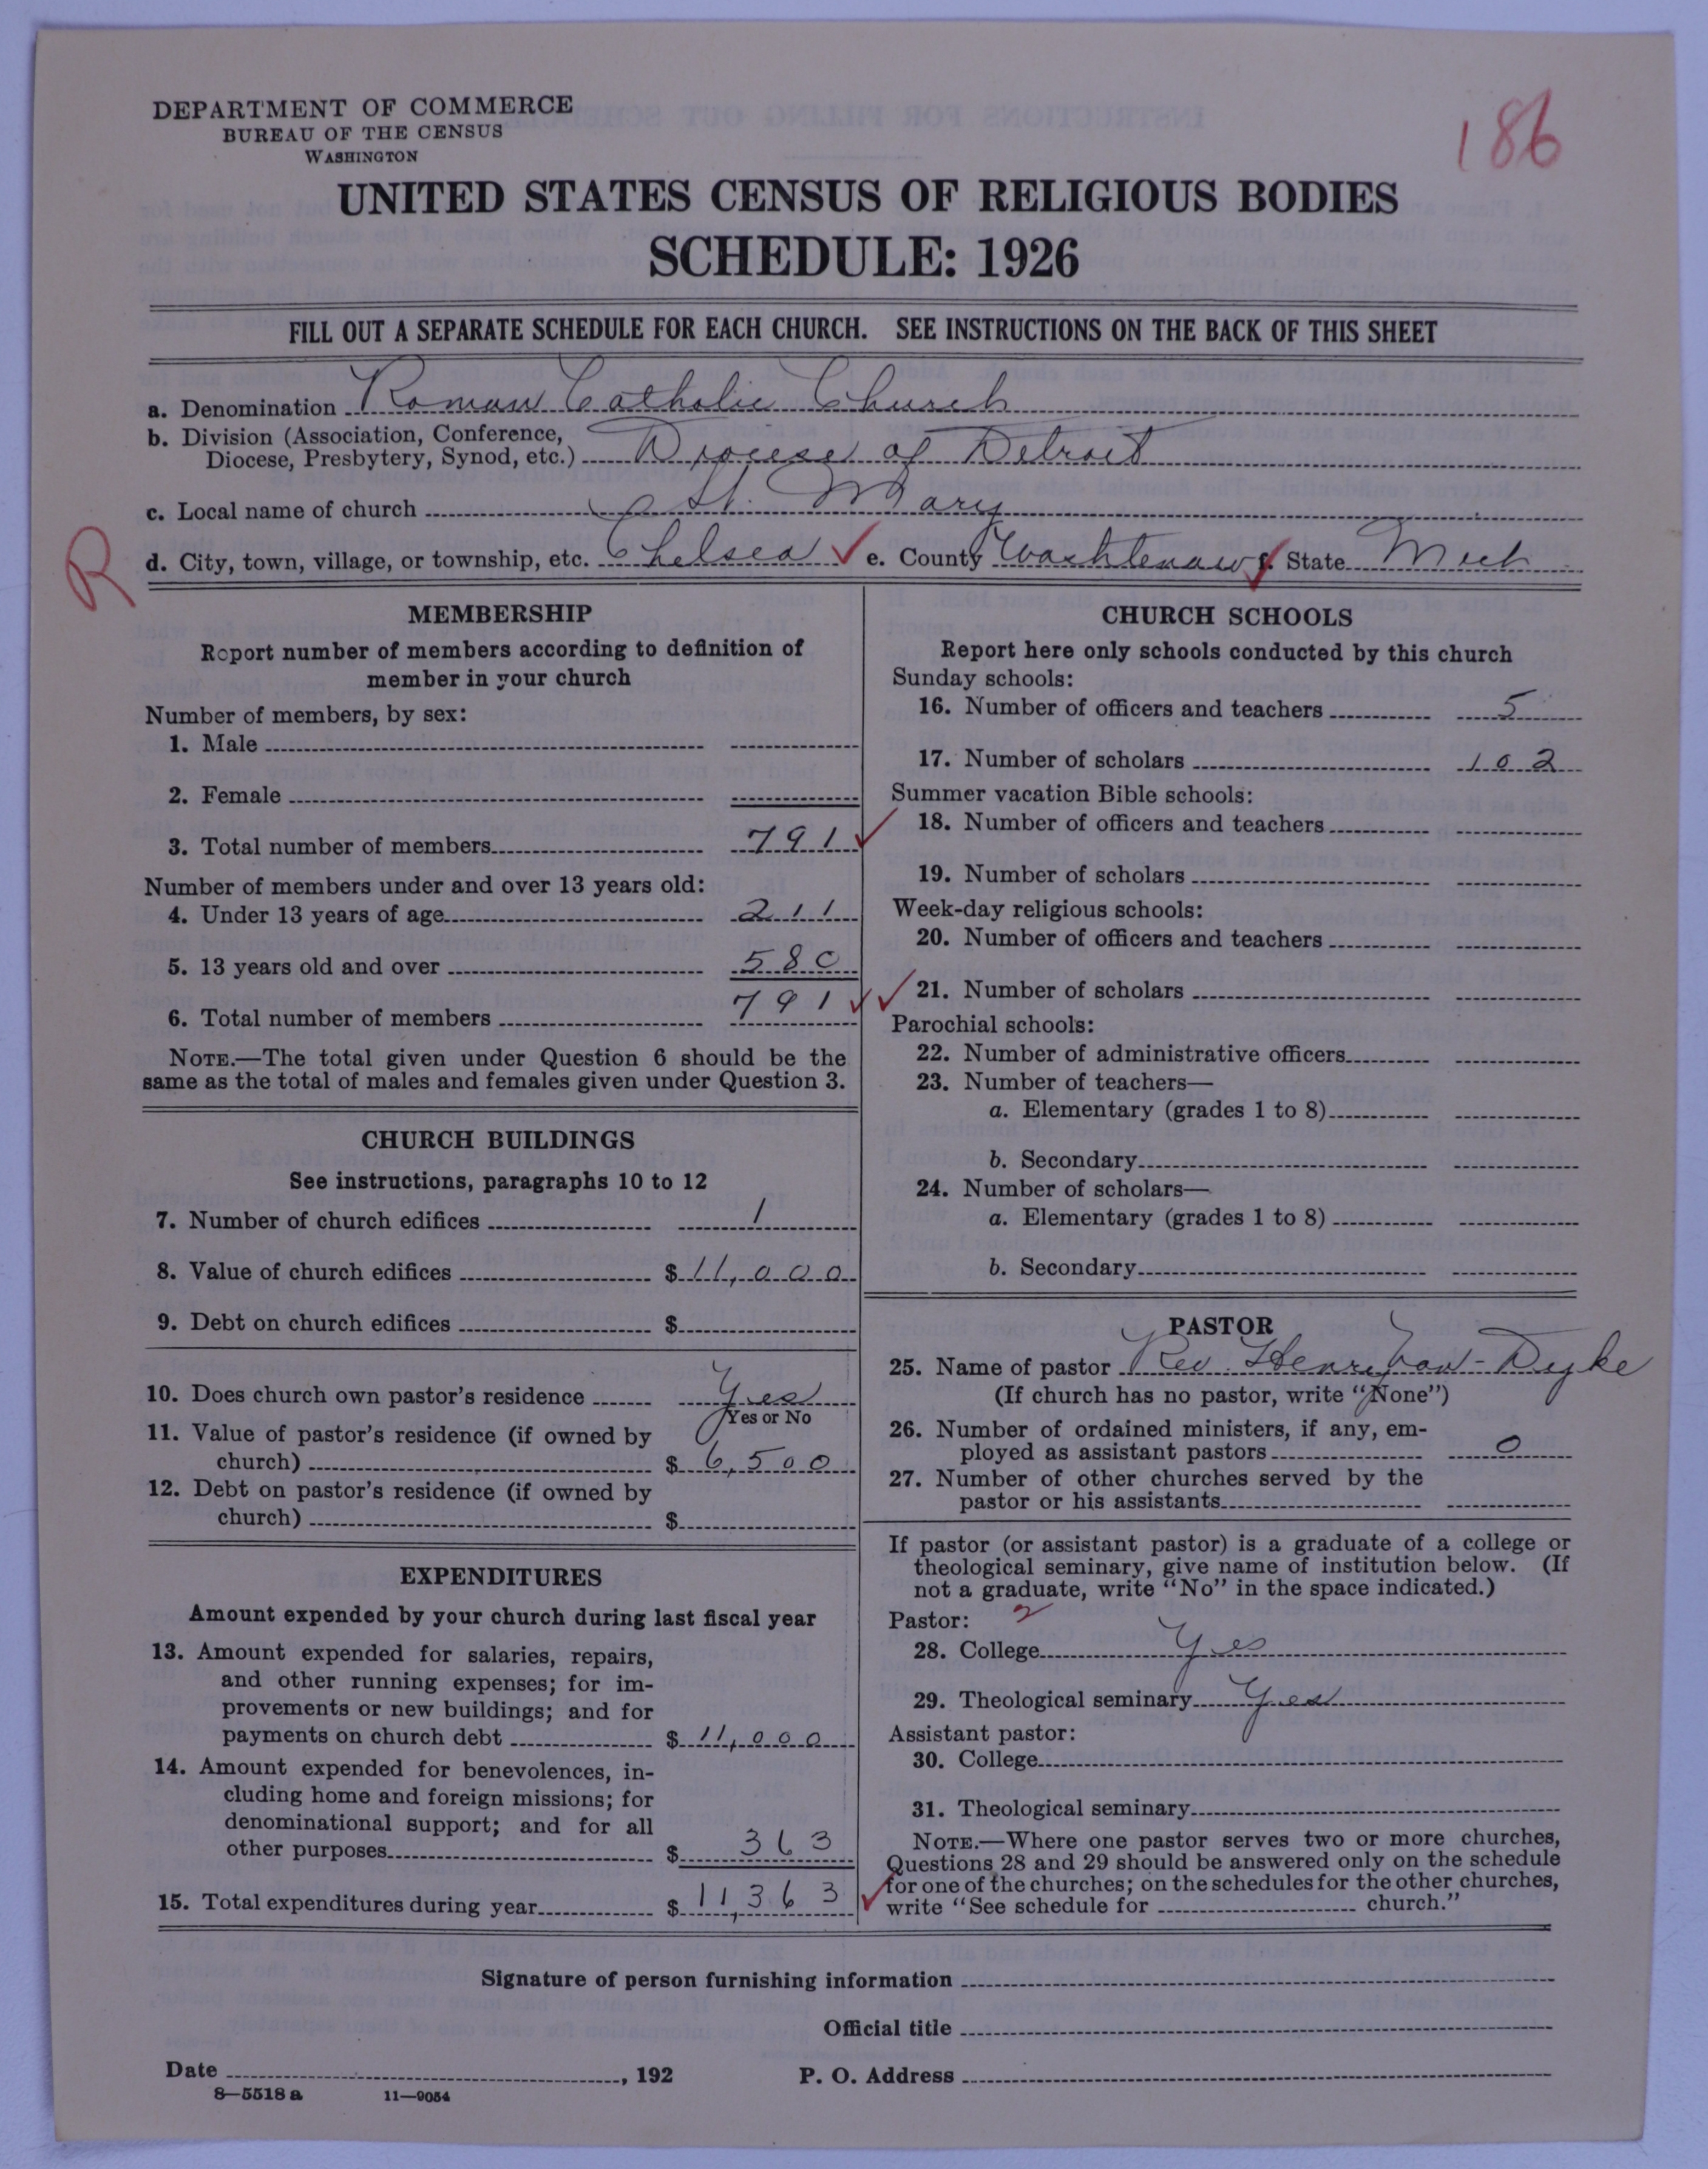 DEPARTMENT OF COMMERCE
BUREAU OF THE CENSUS
WASHINGTON
186
UNITED STATES CENSUS OF RELIGIOUS BODIES
SCHEDULE: 1926
FILL OUT A SEPARATE SCHEDULE FOR EACH CHURCH. SEE INSTRUCTIONS ON THE BACK OF THIS SHEET
a. Denomination Roman Catholic Church
b. Division (Association, Conference,
Diocese, Presbytery, Synod, etc.) Diocese of Detroit
c. Local name of church St. Mary
R d. City, town, village, or township, etc. Chelsea ✓ e. County Washtenaw ✓ f. State Mich
MEMBERSHIP
Report number of members according to definition of
member in your church
Number of members, by sex:
1. Male
2. Female
3. Total number of members 791 ✓
Number of members under and over 13 years old:
4. Under 13 years of age 211
5. 13 years old and over 580
6. Total number of members 791 ✓
NOTE.—The total given under Question 6 should be the
same as the total of males and females given under Question 3.
CHURCH BUILDINGS
See instructions, paragraphs 10 to 12
7. Number of church edifices 1
8. Value of church edifices $ 11,000
9. Debt on church edifices $
10. Does church own pastor's residence Yes
Yes or No
11. Value of pastor's residence (if owned by
church) $ 6,500
12. Debt on pastor's residence (if owned by
church) $
EXPENDITURES
Amount expended by your church during last fiscal year
13. Amount expended for salaries, repairs,
and other running expenses; for im-
provements or new buildings; and for
payments on church debt $ 11,000
14. Amount expended for benevolences, in-
cluding home and foreign missions; for
denominational support; and for all
other purposes $ 363
15. Total expenditures during year $ 11,363 ✓
CHURCH SCHOOLS
Report here only schools conducted by this church
Sunday schools:
16. Number of officers and teachers 5
17. Number of scholars 102
Summer vacation Bible schools:
18. Number of officers and teachers
19. Number of scholars
Week-day religious schools:
20. Number of officers and teachers
✓ 21. Number of scholars
Parochial schools:
22. Number of administrative officers
23. Number of teachers—
a. Elementary (grades 1 to 8)
b. Secondary
24. Number of scholars—
a. Elementary (grades 1 to 8)
b. Secondary
PASTOR
25. Name of pastor Rev. Henry Van-Dyke
(If church has no pastor, write "None")
26. Number of ordained ministers, if any, em-
ployed as assistant pastors 0
27. Number of other churches served by the
pastor or his assistants
If pastor (or assistant pastor) is a graduate of a college or
theological seminary, give name of institution below. (If
not a graduate, write "No" in the space indicated.)
Pastor: 2
28. College Yes
29. Theological seminary Yes
Assistant pastor:
30. College
31. Theological seminary
NOTE.—Where one pastor serves two or more churches,
Questions 28 and 29 should be answered only on the schedule
for one of the churches; on the schedules for the other churches,
write "See schedule for church."
Signature of person furnishing information
Official title
Date , 192 P. O. Address
8—5518 a 11—9054